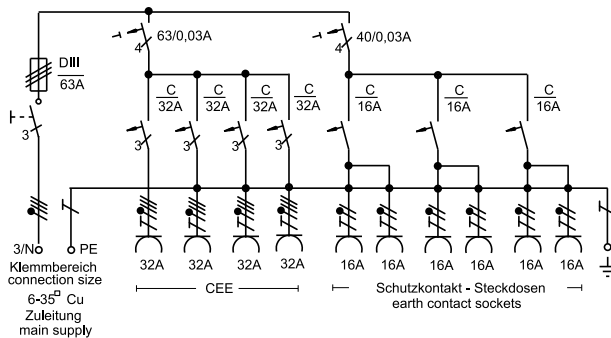 63/0,03A
40/0,03A
4
4
DIII
63A
C
32A
C
32A
C
32A
C
32A
C
16A
C
16A
C
16A
3
3
3
3
3
3/N
PE
32A
32A
32A
32A
16A
16A
16A
16A
16A
16A
Klemmbereich
connection size
6-35□ Cu
Zuleitung
main supply
CEE
Schutzkontakt - Steckdosen
earth contact sockets